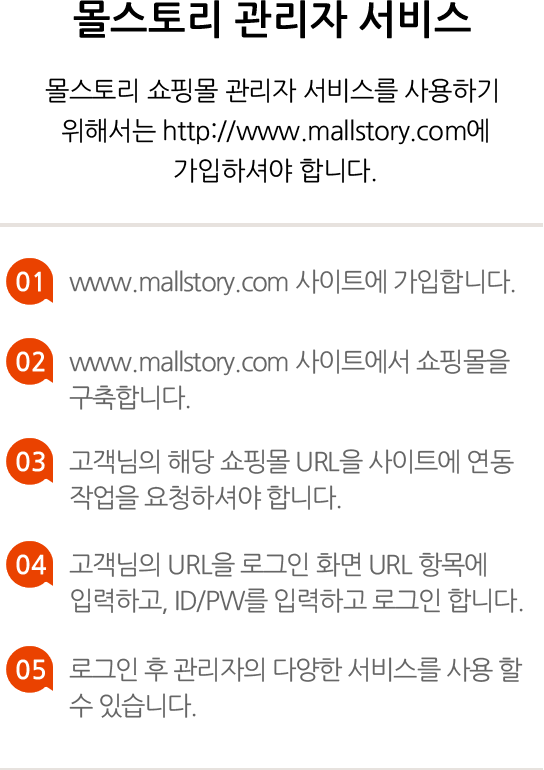 몰스토리 관리자 서비스
몰스토리 쇼핑몰 관리자 서비스를 사용하기
위해서는 http://www.mallstory.com에
가입하셔야 합니다.
01 www.mallstory.com 사이트에 가입합니다.
02 www.mallstory.com 사이트에서 쇼핑몰을
구축합니다.
03 고객님의 해당 쇼핑몰 URL을 사이트에 연동
작업을 요청하셔야 합니다.
04 고객님의 URL을 로그인 화면 URL 항목에
입력하고, ID/PW를 입력하고 로그인 합니다.
05 로그인 후 관리자의 다양한 서비스를 사용 할
수 있습니다.